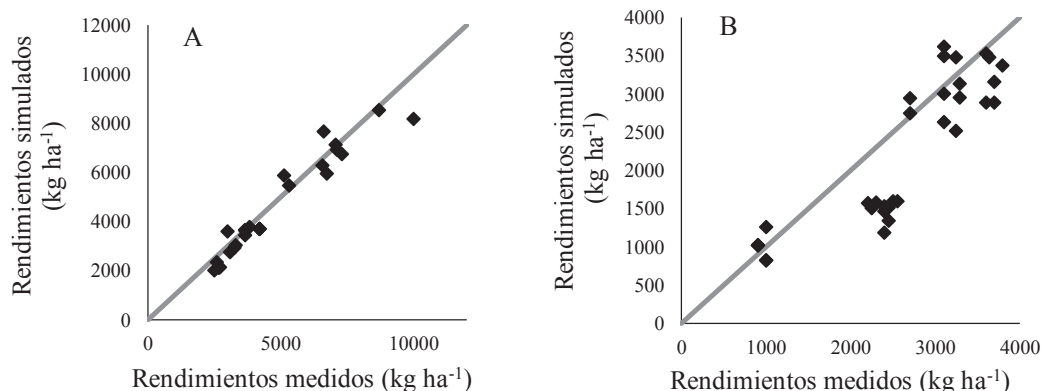 A
Rendimientos simulados
(kg ha-1)
12000
10000
8000
6000
4000
2000
0
0 5000 10000
Rendimientos medidos (kg ha-1)
B
Rendimientos simulados
(kg ha-1)
4000
3500
3000
2500
2000
1500
1000
500
0
0 1000 2000 3000 4000
Rendimientos medidos (kg ha-1)